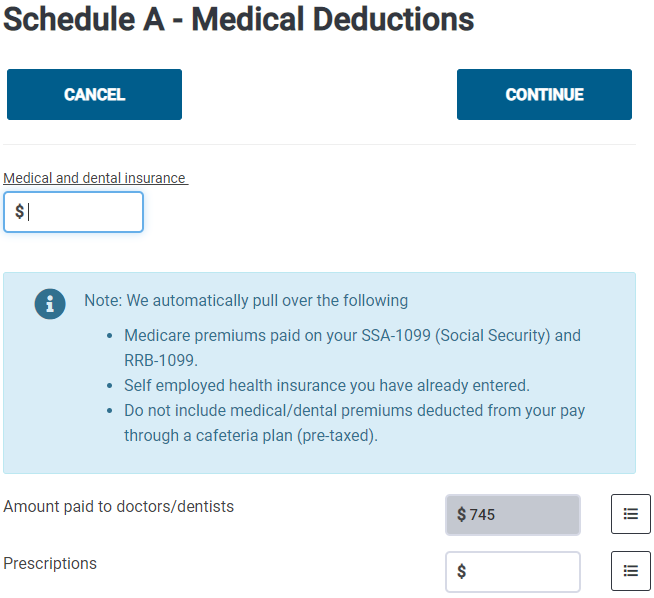 Schedule A - Medical Deductions
CANCEL
CONTINUE
Medical and dental insurance
$
Note: We automatically pull over the following
• Medicare premiums paid on your SSA-1099 (Social Security) and
RRB-1099.
• Self employed health insurance you have already entered.
• Do not include medical/dental premiums deducted from your pay
through a cafeteria plan (pre-taxed).
Amount paid to doctors/dentists
$ 745
Prescriptions
$